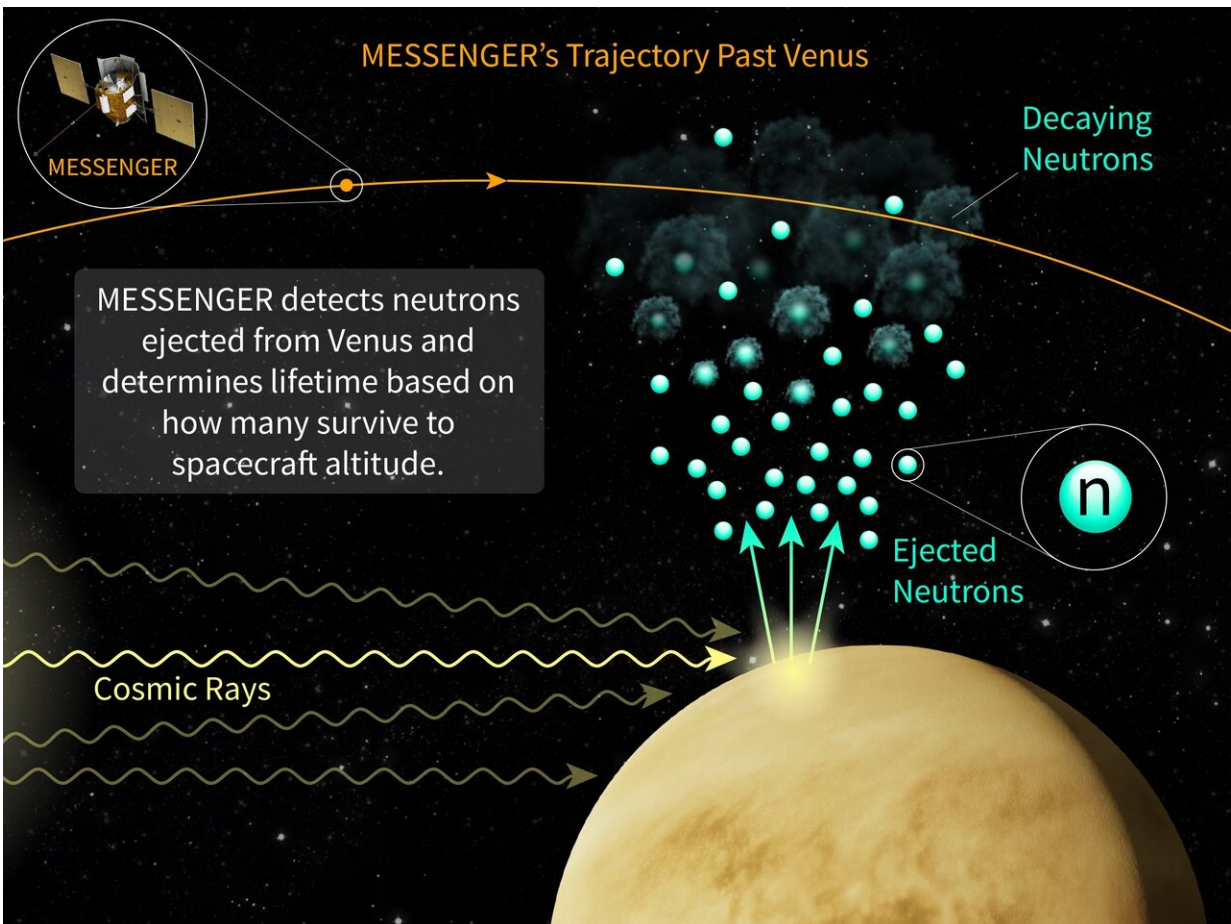 MESSENGER's Trajectory Past Venus
MESSENGER
Decaying
Neutrons
MESSENGER detects neutrons
ejected from Venus and
determines lifetime based on
how many survive to
spacecraft altitude.
n
Ejected
Neutrons
Cosmic Rays